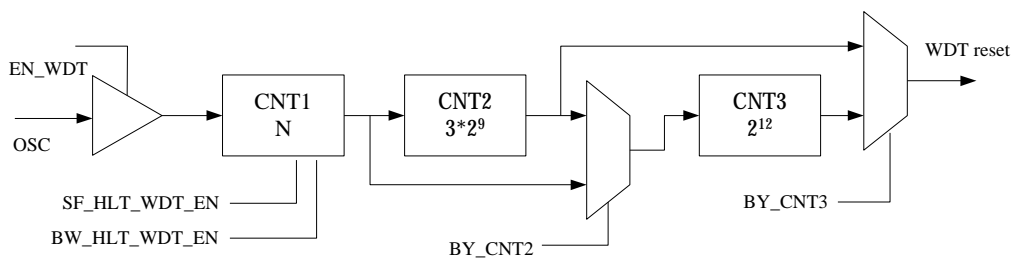 EN_WDT
OSC
CNT1
N
CNT2
3*2⁹
CNT3
2¹²
WDT reset
SF_HLT_WDT_EN
BW_HLT_WDT_EN
BY_CNT2
BY_CNT3